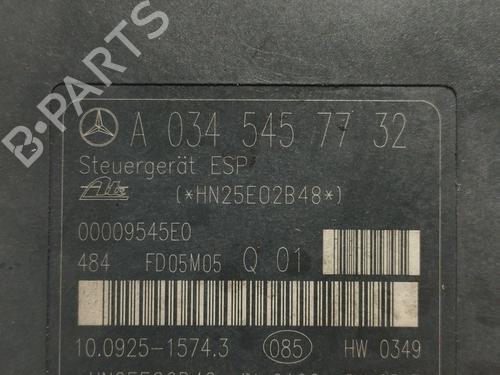 B-PARTS
A 034 545 77 32
Steuergerät ESP
Ate (*HN25E02B48*)
00009545E0
484 FD05M05 Q 01
10.0925-1574.3 085 HW 0349